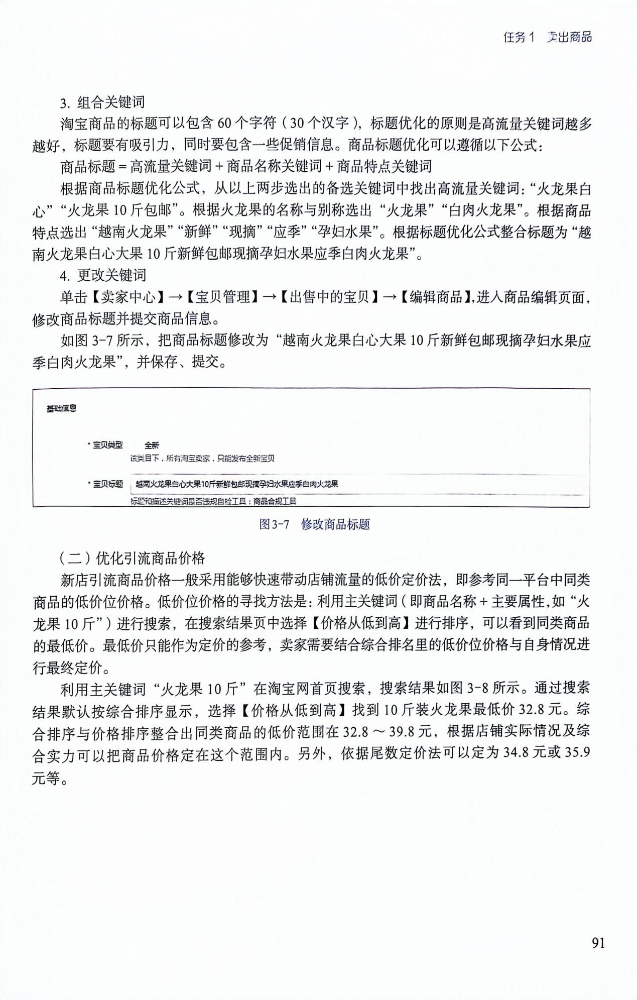 任务1 卖出商品
3. 组合关键词
淘宝商品的标题可以包含 60 个字符（30 个汉字），标题优化的原则是高流量关键词越多
越好，标题要有吸引力，同时要包含一些促销信息。商品标题优化可以遵循以下公式：
商品标题 = 高流量关键词 + 商品名称关键词 + 商品特点关键词
根据商品标题优化公式，从以上两步选出的备选关键词中找出高流量关键词：“火龙果白
心”“火龙果 10 斤包邮”。根据火龙果的名称与别称选出 “火龙果”“白肉火龙果”。根据商品
特点选出 “越南火龙果”“新鲜”“现摘”“应季”“孕妇水果”。根据标题优化公式整合标题为 “越
南火龙果白心大果 10 斤新鲜包邮现摘孕妇水果应季白肉火龙果”。
4. 更改关键词
单击【卖家中心】→【宝贝管理】→【出售中的宝贝】→【编辑商品】，进入商品编辑页面，
修改商品标题并提交商品信息。
如图 3-7 所示，把商品标题修改为 “越南火龙果白心大果 10 斤新鲜包邮现摘孕妇水果应
季白肉火龙果”，并保存、提交。
基础信息
* 宝贝类型 全新
该类目下，所有淘宝卖家，只能发布全新宝贝
* 宝贝标题 越南火龙果白心大果10斤新鲜包邮现摘孕妇水果应季白肉火龙果
标题和描述关键词是否违规自检工具：商品合规工具
图3-7 修改商品标题
（二）优化引流商品价格
新店引流商品价格一般采用能够快速带动店铺流量的低价定价法，即参考同一平台中同类
商品的低价位价格。低价位价格的寻找方法是：利用主关键词（即商品名称 + 主要属性，如 “火
龙果 10 斤”）进行搜索，在搜索结果页中选择【价格从低到高】进行排序，可以看到同类商品
的最低价。最低价只能作为定价的参考，卖家需要结合综合排名里的低价位价格与自身情况进
行最终定价。
利用主关键词 “火龙果 10 斤” 在淘宝网首页搜索，搜索结果如图 3-8 所示。通过搜索
结果默认按综合排序显示，选择【价格从低到高】找到 10 斤装火龙果最低价 32.8 元。综
合排序与价格排序整合出同类商品的低价范围在 32.8 ～ 39.8 元，根据店铺实际情况及综
合实力可以把商品价格定在这个范围内。另外，依据尾数定价法可以定为 34.8 元或 35.9
元等。
91